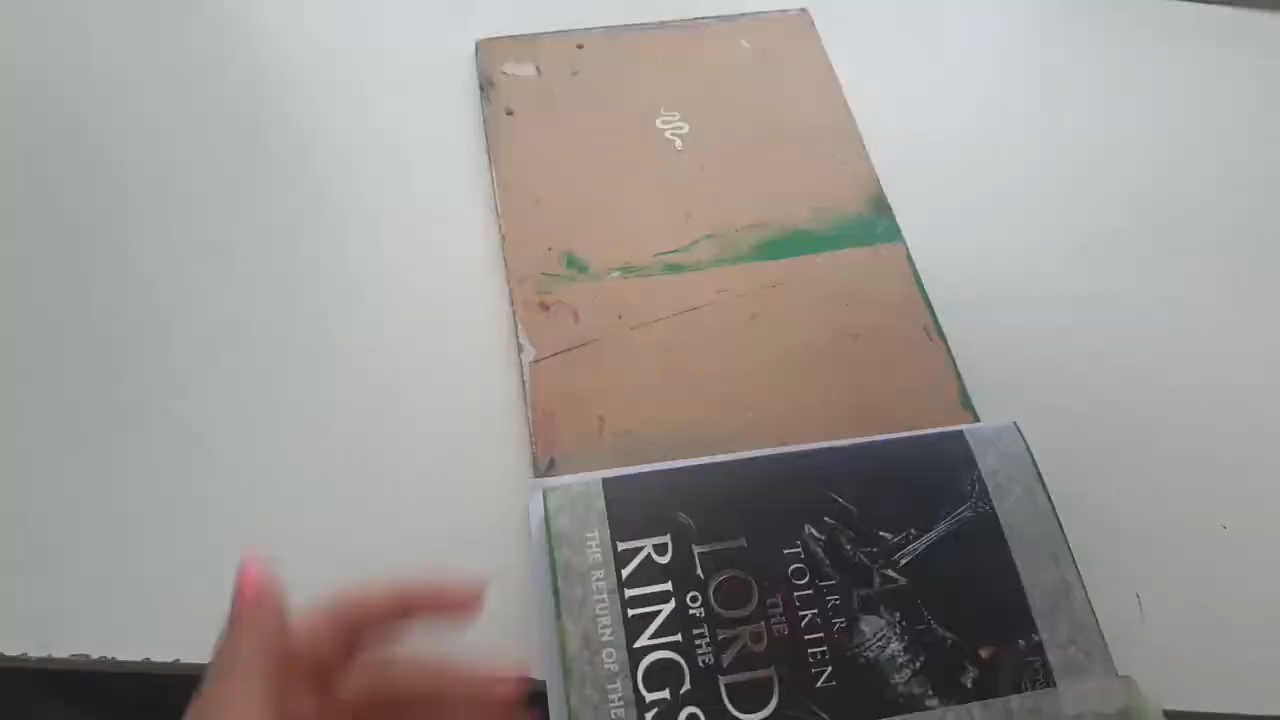 J.R.R.
TOLKIEN
THE
LORD
OF THE
RINGS
THE RETURN OF THE